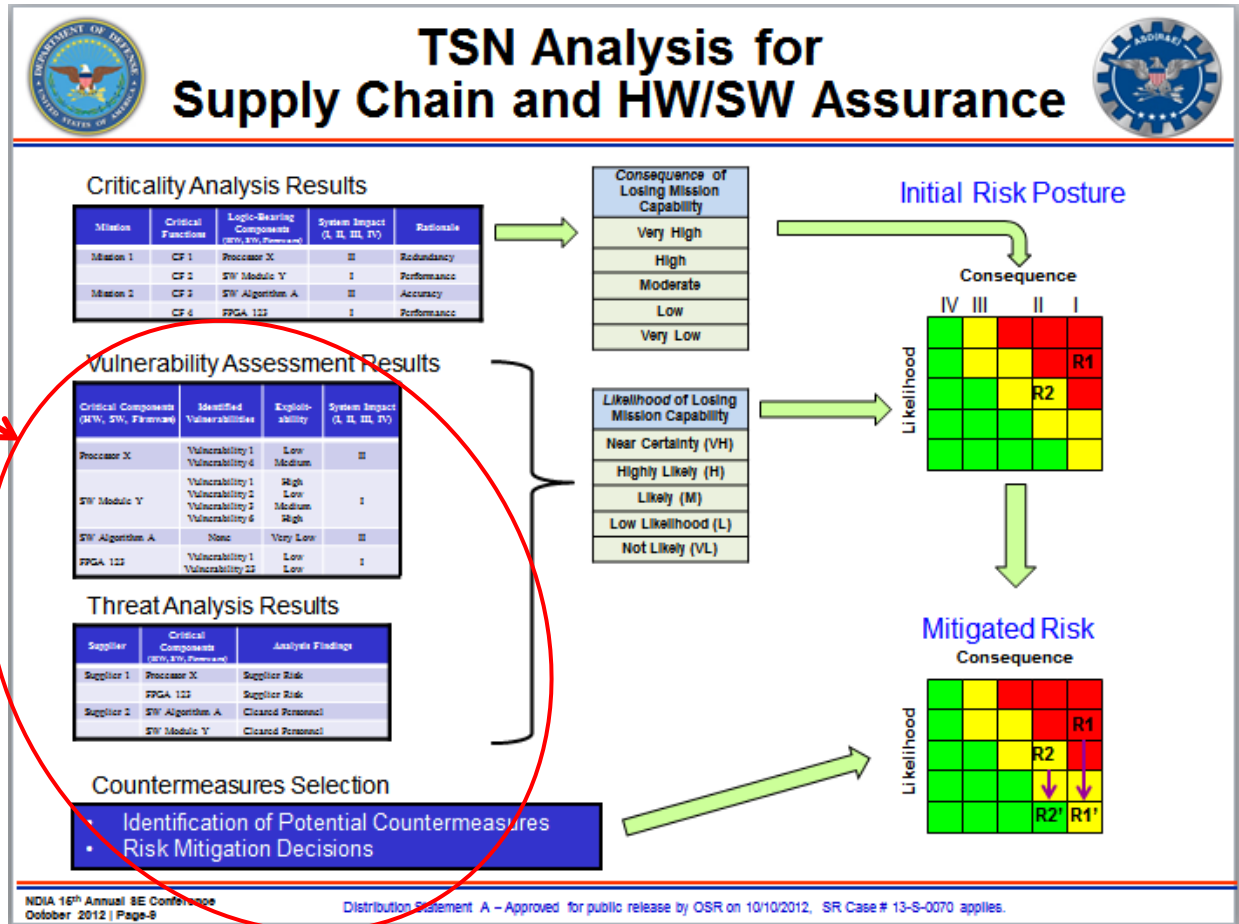 TSN Analysis for
Supply Chain and HW/SW Assurance
DEPARTMENT OF DEFENSE
UNITED STATES OF AMERICA
ASD(R&E)
Criticality Analysis Results
Mission Critical Functions Logic-Bearing Components (HW, SW, Firmware) System Impact (I, II, III, IV) Rationale
Mission 1 CF 1 Processor X II Redundancy
CF 2 SW Module Y I Performance
Mission 2 CF 3 SW Algorithm A II Accuracy
CF 4 FPGA 123 I Performance
Consequence of
Losing Mission
Capability
Very High
High
Moderate
Low
Very Low
Initial Risk Posture
Consequence
IV III II I
Likelihood
R1
R2
Vulnerability Assessment Results
Critical Components (HW, SW, Firmware) Identified Vulnerabilities Exploit-ability System Impact (I, II, III, IV)
Processor X Vulnerability 1 Low II
Vulnerability 4 Medium
SW Module Y Vulnerability 1 High I
Vulnerability 2 Low
Vulnerability 3 Medium
Vulnerability 6 High
SW Algorithm A None Very Low II
FPGA 123 Vulnerability 1 Low I
Vulnerability 23 Low
Likelihood of Losing
Mission Capability
Near Certainty (VH)
Highly Likely (H)
Likely (M)
Low Likelihood (L)
Not Likely (VL)
Threat Analysis Results
Supplier Critical Components (HW, SW, Firmware) Analysis Findings
Supplier 1 Processor X Supplier Risk
FPGA 123 Supplier Risk
Supplier 2 SW Algorithm A Cleared Personnel
SW Module Y Cleared Personnel
Mitigated Risk
Consequence
Likelihood
R1
R2
R2' R1'
Countermeasures Selection
• Identification of Potential Countermeasures
• Risk Mitigation Decisions
NDIA 15th Annual SE Conference
October 2012 | Page-9
Distribution Statement A – Approved for public release by OSR on 10/10/2012, SR Case # 13-S-0070 applies.